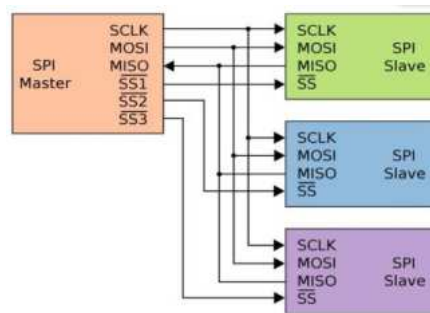 SPI
Master
SCLK
MOSI
MISO
SS1
SS2
SS3
SCLK
MOSI
MISO
SS
SPI
Slave
SCLK
MOSI
MISO
SS
SPI
Slave
SCLK
MOSI
MISO
SS
SPI
Slave